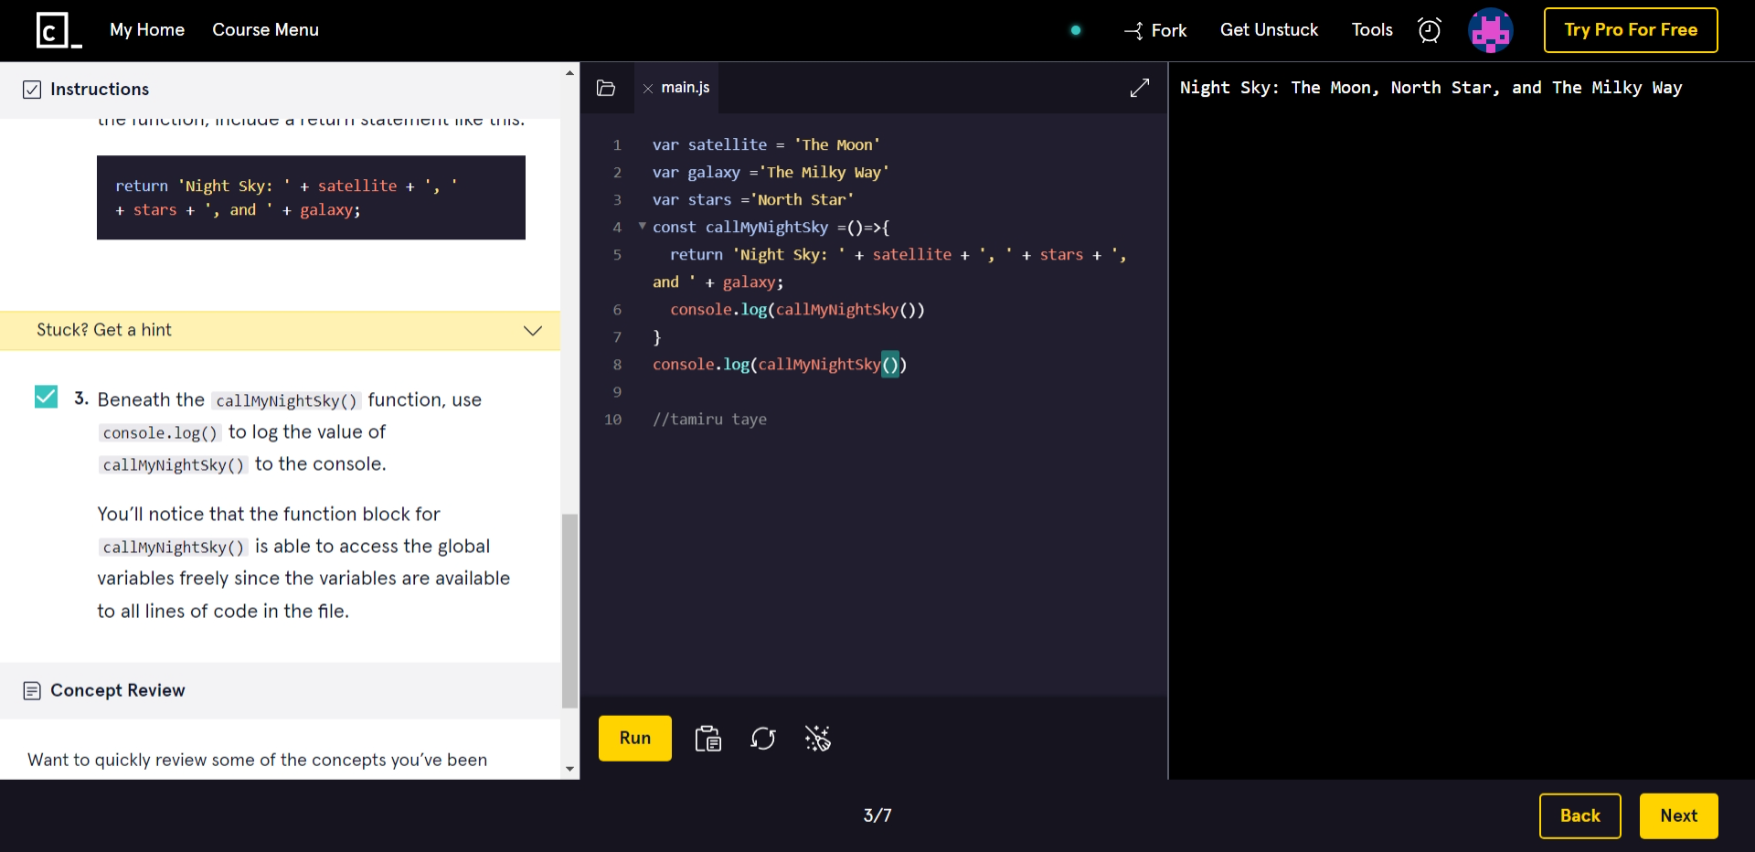 My Home
Course Menu
Fork
Get Unstuck
Tools
Try Pro For Free
Instructions
the function, include a return statement like this:
return 'Night Sky: ' + satellite + ', '
+ stars + ', and ' + galaxy;
Stuck? Get a hint
3. Beneath the callMyNightSky() function, use
console.log() to log the value of
callMyNightSky() to the console.
You'll notice that the function block for
callMyNightSky() is able to access the global
variables freely since the variables are available
to all lines of code in the file.
Concept Review
Want to quickly review some of the concepts you've been
main.js
1 var satellite = 'The Moon'
2 var galaxy ='The Milky Way'
3 var stars ='North Star'
4 const callMyNightSky =()=>{
5 return 'Night Sky: ' + satellite + ', ' + stars + ',
and ' + galaxy;
6 console.log(callMyNightSky())
7 }
8 console.log(callMyNightSky())
9
10 //tamiru taye
Run
Night Sky: The Moon, North Star, and The Milky Way
3/7
Back
Next